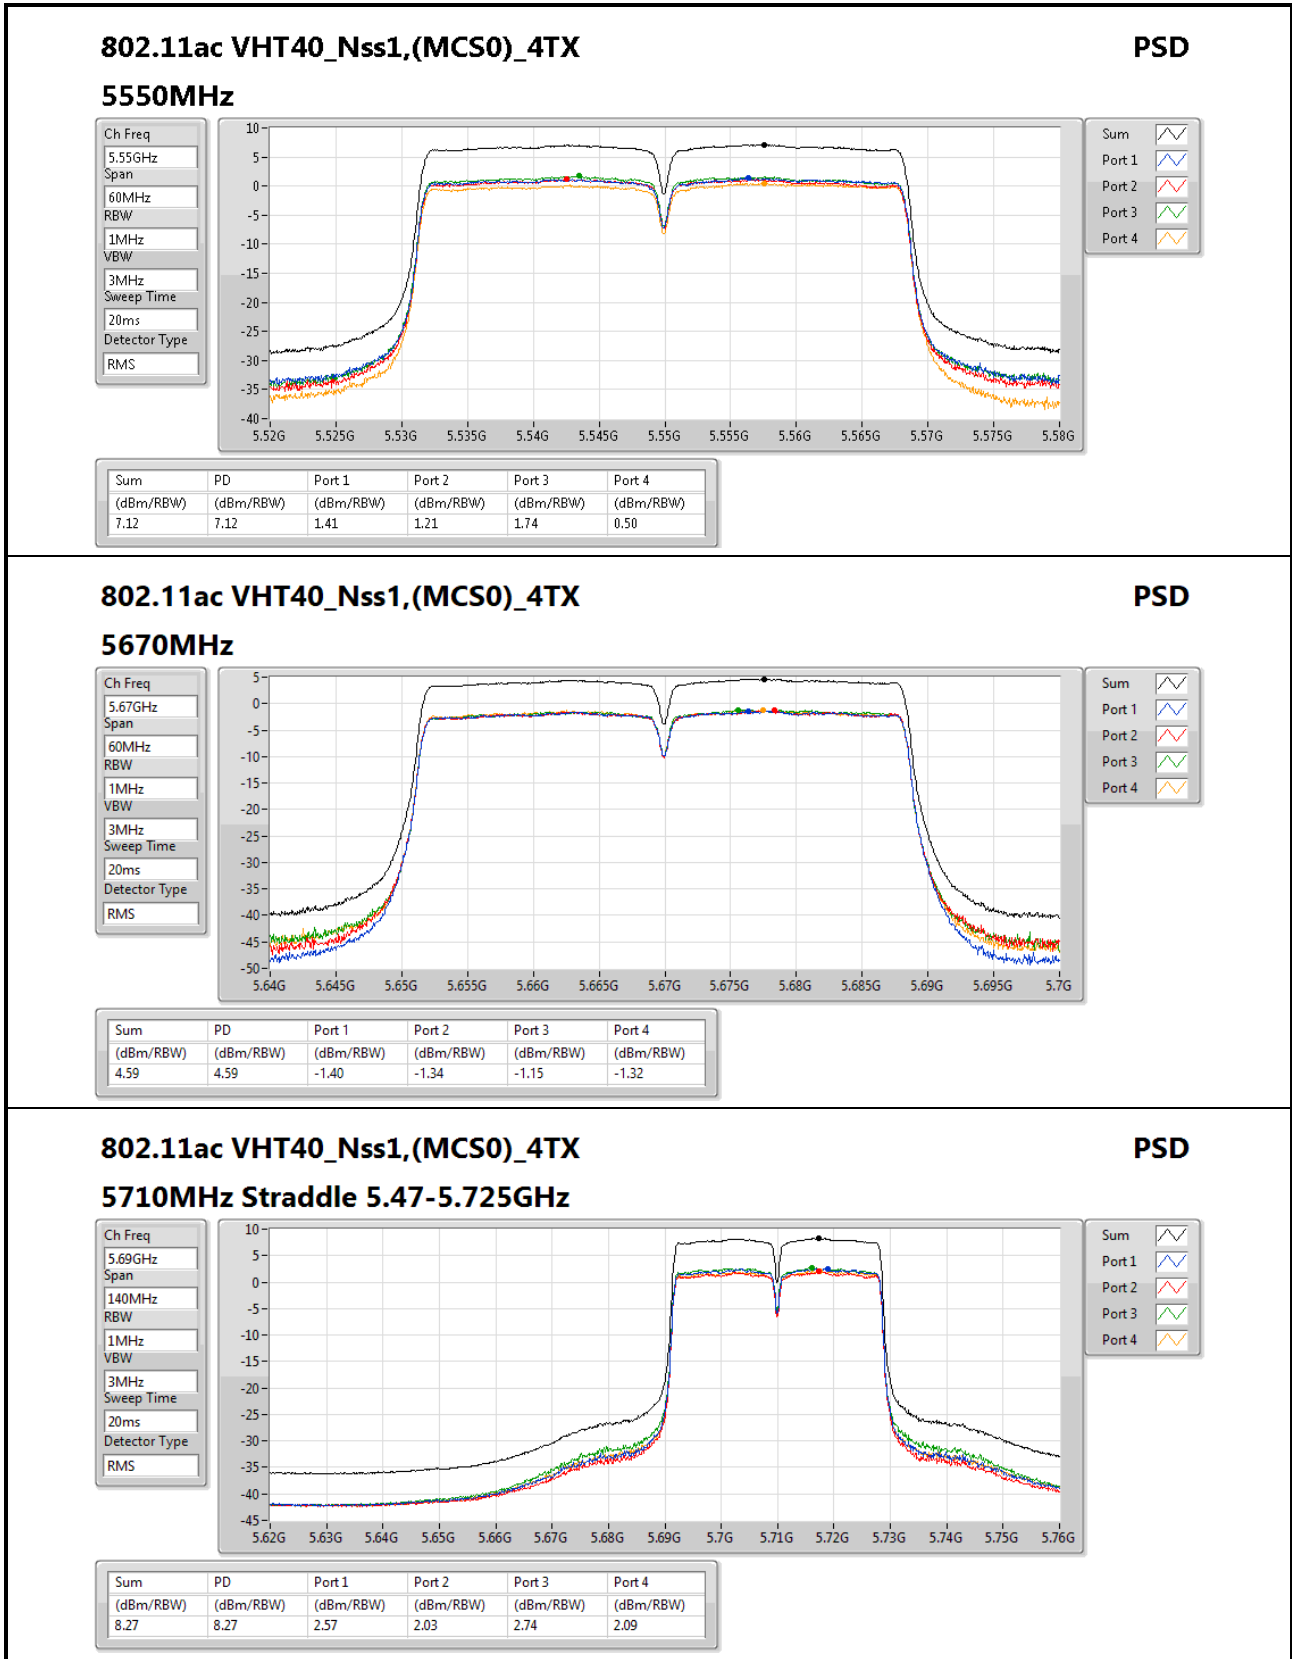 802.11ac VHT40_Nss1,(MCS0)_4TX PSD
5550MHz
Ch Freq
5.55GHz
Span
60MHz
RBW
1MHz
VBW
3MHz
Sweep Time
20ms
Detector Type
RMS
10
5
0
-5
-10
-15
-20
-25
-30
-35
-40
5.52G 5.525G 5.53G 5.535G 5.54G 5.545G 5.55G 5.555G 5.56G 5.565G 5.57G 5.575G 5.58G
Sum
Port 1
Port 2
Port 3
Port 4
Sum PD Port 1 Port 2 Port 3 Port 4
(dBm/RBW) (dBm/RBW) (dBm/RBW) (dBm/RBW) (dBm/RBW) (dBm/RBW)
7.12 7.12 1.41 1.21 1.74 0.50
802.11ac VHT40_Nss1,(MCS0)_4TX PSD
5670MHz
Ch Freq
5.67GHz
Span
60MHz
RBW
1MHz
VBW
3MHz
Sweep Time
20ms
Detector Type
RMS
5
0
-5
-10
-15
-20
-25
-30
-35
-40
-45
-50
5.64G 5.645G 5.65G 5.655G 5.66G 5.665G 5.67G 5.675G 5.68G 5.685G 5.69G 5.695G 5.7G
Sum
Port 1
Port 2
Port 3
Port 4
Sum PD Port 1 Port 2 Port 3 Port 4
(dBm/RBW) (dBm/RBW) (dBm/RBW) (dBm/RBW) (dBm/RBW) (dBm/RBW)
4.59 4.59 -1.40 -1.34 -1.15 -1.32
802.11ac VHT40_Nss1,(MCS0)_4TX PSD
5710MHz Straddle 5.47-5.725GHz
Ch Freq
5.69GHz
Span
140MHz
RBW
1MHz
VBW
3MHz
Sweep Time
20ms
Detector Type
RMS
10
5
0
-5
-10
-15
-20
-25
-30
-35
-40
-45
5.62G 5.63G 5.64G 5.65G 5.66G 5.67G 5.68G 5.69G 5.7G 5.71G 5.72G 5.73G 5.74G 5.75G 5.76G
Sum
Port 1
Port 2
Port 3
Port 4
Sum PD Port 1 Port 2 Port 3 Port 4
(dBm/RBW) (dBm/RBW) (dBm/RBW) (dBm/RBW) (dBm/RBW) (dBm/RBW)
8.27 8.27 2.57 2.03 2.74 2.09